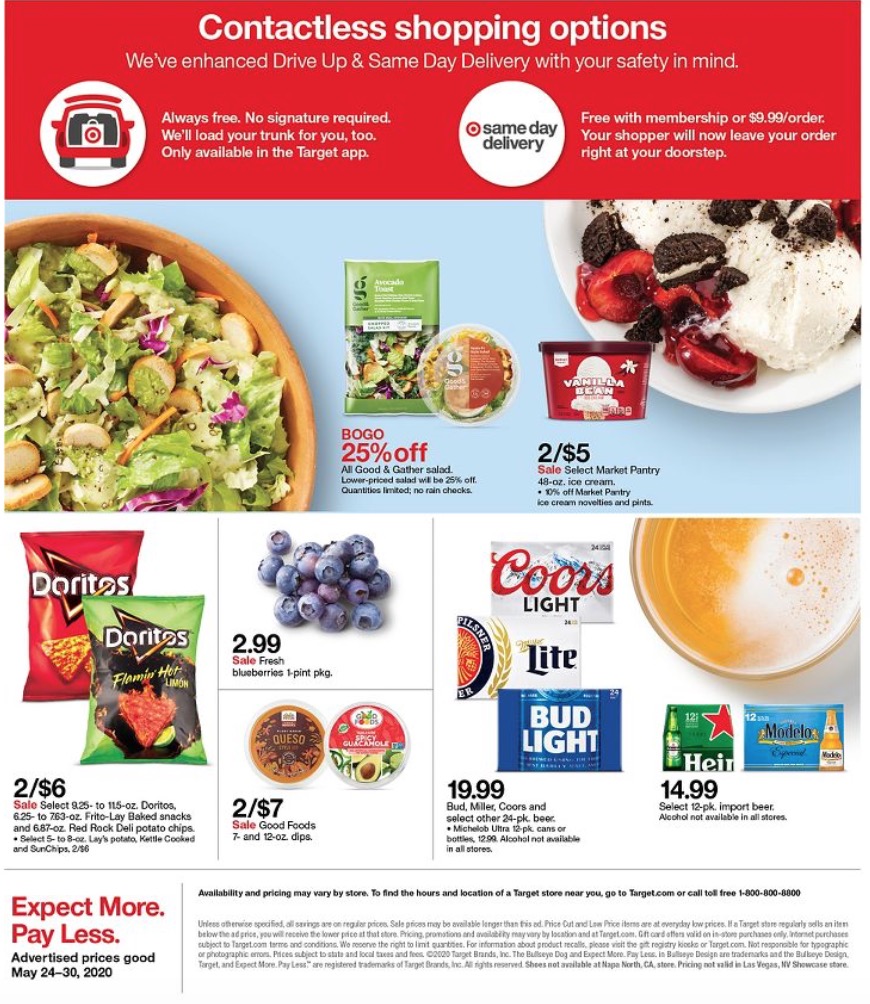 Contactless shopping options
We've enhanced Drive Up & Same Day Delivery with your safety in mind.
Always free. No signature required.
We'll load your trunk for you, too.
Only available in the Target app.
same day
delivery
Free with membership or $9.99/order.
Your shopper will now leave your order
right at your doorstep.
Avocado
Toast
Good&
Gather
CHOPPED
SALAD KIT
Good&
Gather
VANILLA
BEAN
BOGO
25% off
All Good & Gather salad.
Lower-priced salad will be 25% off.
Quantities limited; no rain checks.
2/$5
Sale Select Market Pantry
48-oz. ice cream.
• 10% off Market Pantry
ice cream novelties and pints.
Doritos
Doritos
Flamin' Hot
LIMÓN
2/$6
Sale Select 9.25- to 11.5-oz. Doritos,
6.25- to 7.63-oz. Frito-Lay Baked snacks
and 6.87-oz. Red Rock Deli potato chips.
• Select 5- to 8-oz. Lay's potato, Kettle Cooked
and SunChips, 2/$6
2.99
Sale Fresh
blueberries 1-pint pkg.
QUESO
GOOD
FOODS
SPICY
GUACAMOLE
2/$7
Sale Good Foods
7- and 12-oz. dips.
24
Coors
LIGHT
PILSNER
24
Lite
24
BUD
LIGHT
19.99
Bud, Miller, Coors and
select other 24-pk. beer.
• Michelob Ultra 12-pk. cans or
bottles, 12.99. Alcohol not available
in all stores.
12
Hein
12
Modelo
Especial
Modelo
14.99
Select 12-pk. import beer.
Alcohol not available in all stores.
Expect More.
Pay Less.
Advertised prices good
May 24–30, 2020
Availability and pricing may vary by store. To find the hours and location of a Target store near you, go to Target.com or call toll free 1-800-800-8800
Unless otherwise specified, all savings are on regular prices. Sale prices may be available longer than this ad. Price Cut and Low Price items are at everyday low prices. If a Target store regularly sells an item
below the ad price, you will receive the lower price at that store. Pricing, promotions and availability may vary by location and at Target.com. Gift card offers valid on in-store purchases only. Internet purchases
subject to Target.com terms and conditions. We reserve the right to limit quantities. For information about product recalls, please visit the gift registry kiosks or Target.com. Not responsible for typographic
or photographic errors. Prices subject to state and local taxes and fees. ©2020 Target Brands, Inc. The Bullseye Dog and Expect More. Pay Less. in Bullseye Design are trademarks and the Bullseye Design,
Target, and Expect More. Pay Less.™ are registered trademarks of Target Brands, Inc. All rights reserved. Shoes not available at Napa North, CA, store. Pricing not valid in Las Vegas, NV Showcase store.